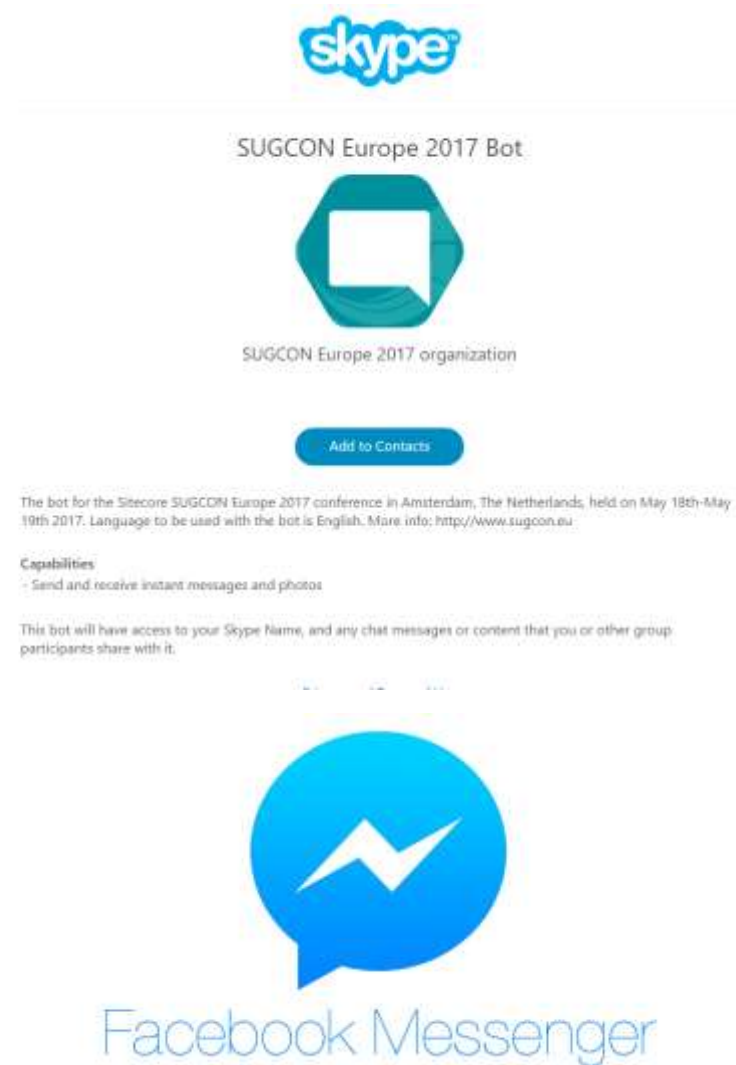 skype™
SUGCON Europe 2017 Bot
SUGCON Europe 2017 organization
Add to Contacts
The bot for the Sitecore SUGCON Europe 2017 conference in Amsterdam, The Netherlands, held on May 18th-May
19th 2017. Language to be used with the bot is English. More info: http://www.sugcon.eu
Capabilities
- Send and receive instant messages and photos
This bot will have access to your Skype Name, and any chat messages or content that you or other group
participants share with it.
Facebook Messenger